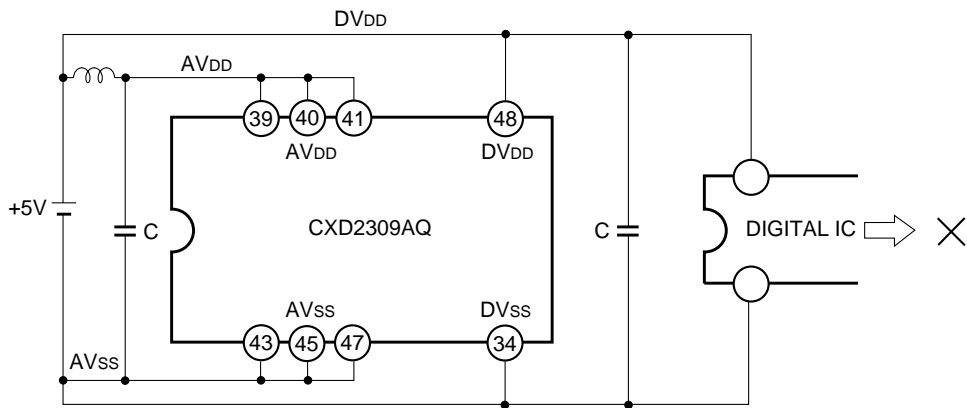 DVDD
AVDD
39 40 41 48
AVDD DVDD
+5V
C
CXD2309AQ
C
DIGITAL IC
AVSS DVSS
43 45 47 34
AVSS